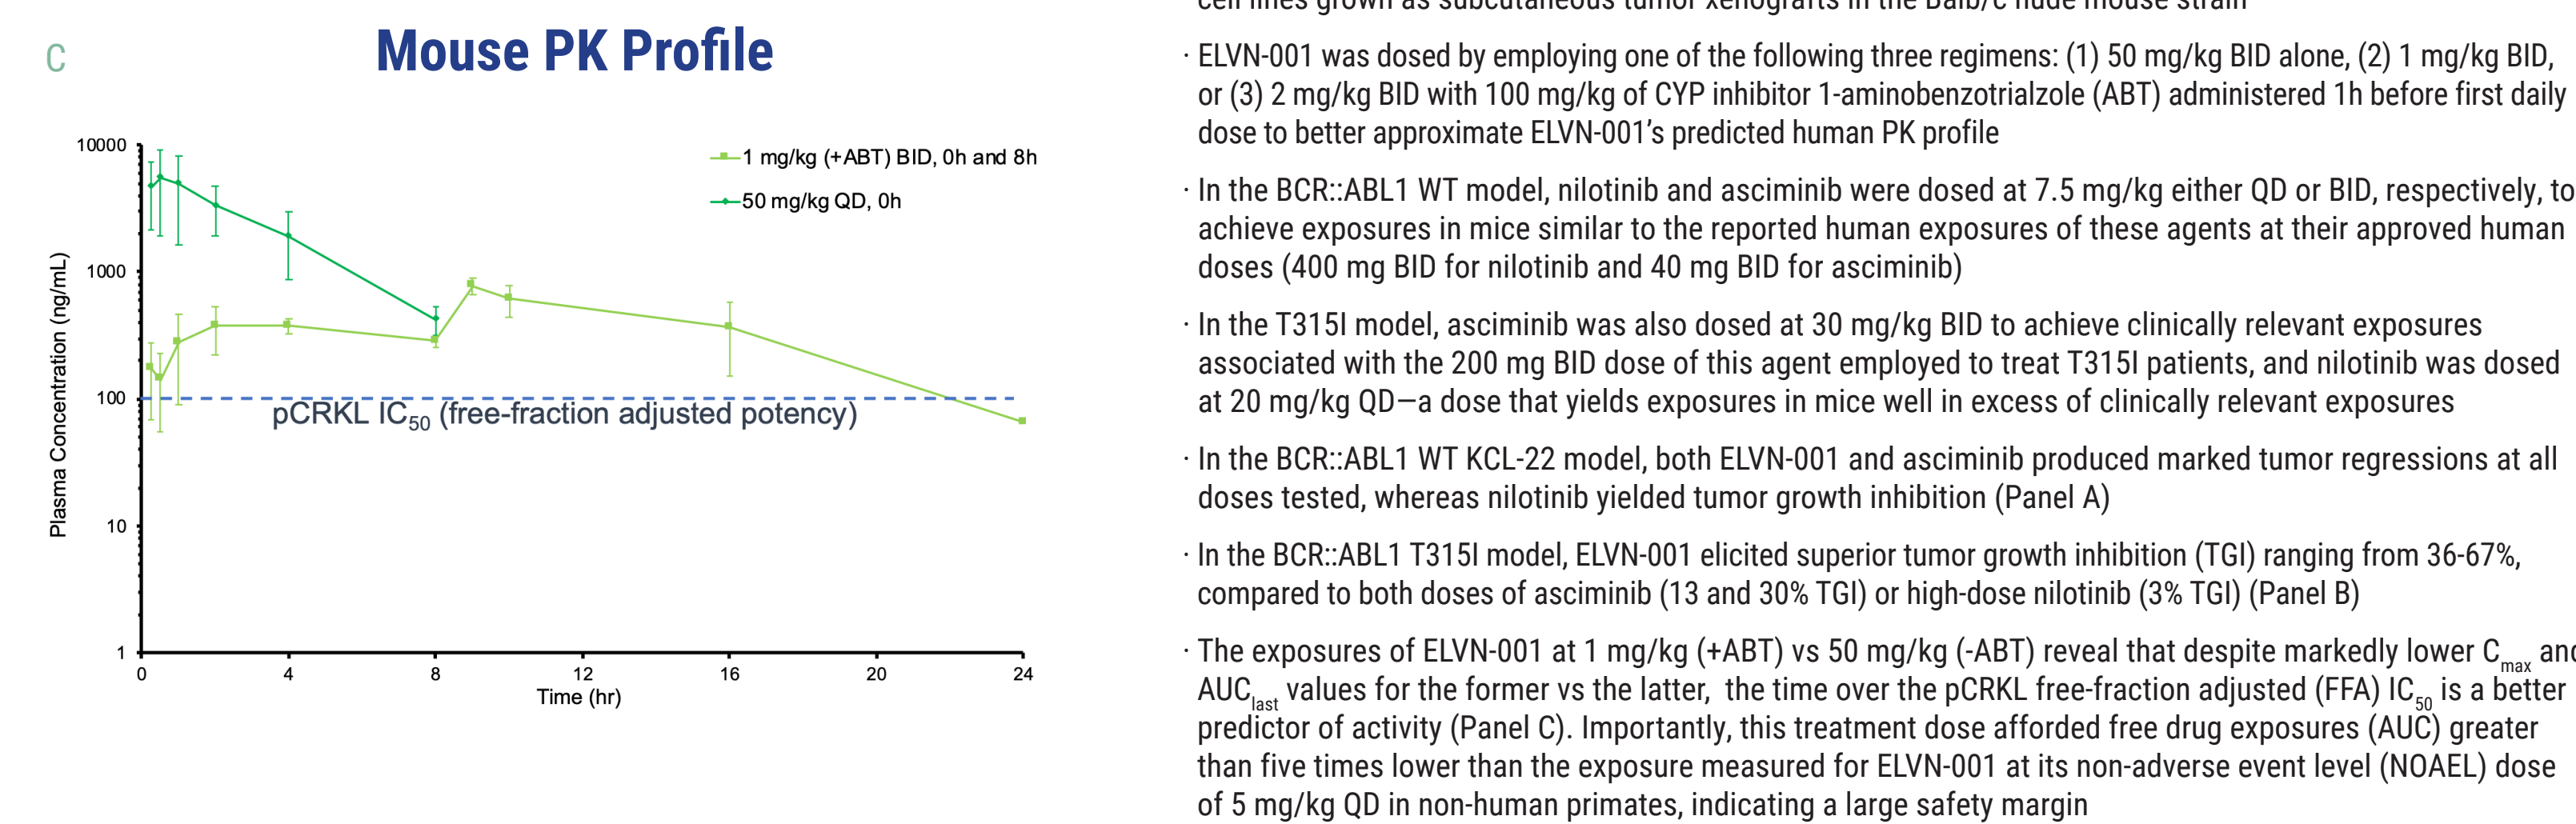 C
Mouse PK Profile
10000
1000
100
10
1
Plasma Concentration (ng/mL)
1 mg/kg (+ABT) BID, 0h and 8h
50 mg/kg QD, 0h
pCRKL IC50 (free-fraction adjusted potency)
0 4 8 12 16 20 24
Time (hr)
cell lines grown as subcutaneous tumor xenografts in the Balb/c nude mouse strain
· ELVN-001 was dosed by employing one of the following three regimens: (1) 50 mg/kg BID alone, (2) 1 mg/kg BID,
or (3) 2 mg/kg BID with 100 mg/kg of CYP inhibitor 1-aminobenzotrialzole (ABT) administered 1h before first daily
dose to better approximate ELVN-001’s predicted human PK profile
· In the BCR::ABL1 WT model, nilotinib and asciminib were dosed at 7.5 mg/kg either QD or BID, respectively, to
achieve exposures in mice similar to the reported human exposures of these agents at their approved human
doses (400 mg BID for nilotinib and 40 mg BID for asciminib)
· In the T315I model, asciminib was also dosed at 30 mg/kg BID to achieve clinically relevant exposures
associated with the 200 mg BID dose of this agent employed to treat T315I patients, and nilotinib was dosed
at 20 mg/kg QD—a dose that yields exposures in mice well in excess of clinically relevant exposures
· In the BCR::ABL1 WT KCL-22 model, both ELVN-001 and asciminib produced marked tumor regressions at all
doses tested, whereas nilotinib yielded tumor growth inhibition (Panel A)
· In the BCR::ABL1 T315I model, ELVN-001 elicited superior tumor growth inhibition (TGI) ranging from 36-67%,
compared to both doses of asciminib (13 and 30% TGI) or high-dose nilotinib (3% TGI) (Panel B)
· The exposures of ELVN-001 at 1 mg/kg (+ABT) vs 50 mg/kg (-ABT) reveal that despite markedly lower Cmax and
AUClast values for the former vs the latter, the time over the pCRKL free-fraction adjusted (FFA) IC50 is a better
predictor of activity (Panel C). Importantly, this treatment dose afforded free drug exposures (AUC) greater
than five times lower than the exposure measured for ELVN-001 at its non-adverse event level (NOAEL) dose
of 5 mg/kg QD in non-human primates, indicating a large safety margin